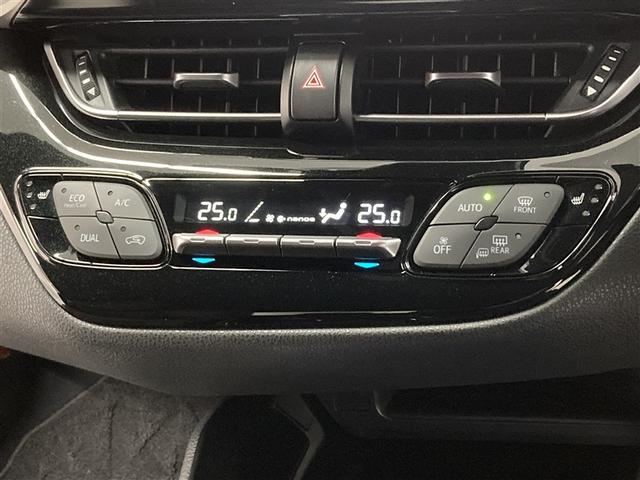 ECO
Heat/Cool
A/C
DUAL
25.0
nanoe
25.0
AUTO
FRONT
OFF
REAR